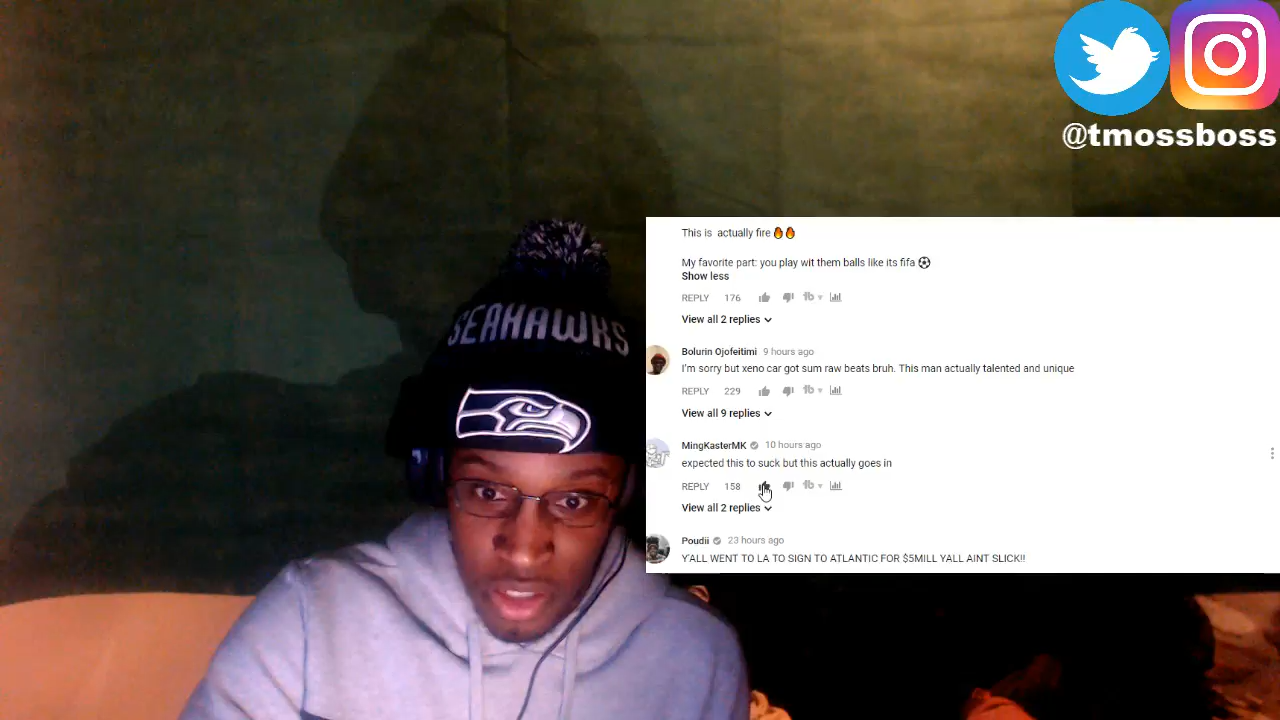 @tmossboss
This is actually fire 🔥🔥
My favorite part: you play wit them balls like its fifa ⚽
Show less
REPLY 176
View all 2 replies
Bolurin Ojofeitimi 9 hours ago
I'm sorry but xeno car got sum raw beats bruh. This man actually talented and unique
REPLY 229
View all 9 replies
MingKasterMK 10 hours ago
expected this to suck but this actually goes in
REPLY 158
View all 2 replies
Poudii 23 hours ago
Y'ALL WENT TO LA TO SIGN TO ATLANTIC FOR $5MILL YALL AINT SLICK!!
SEAHAWKS